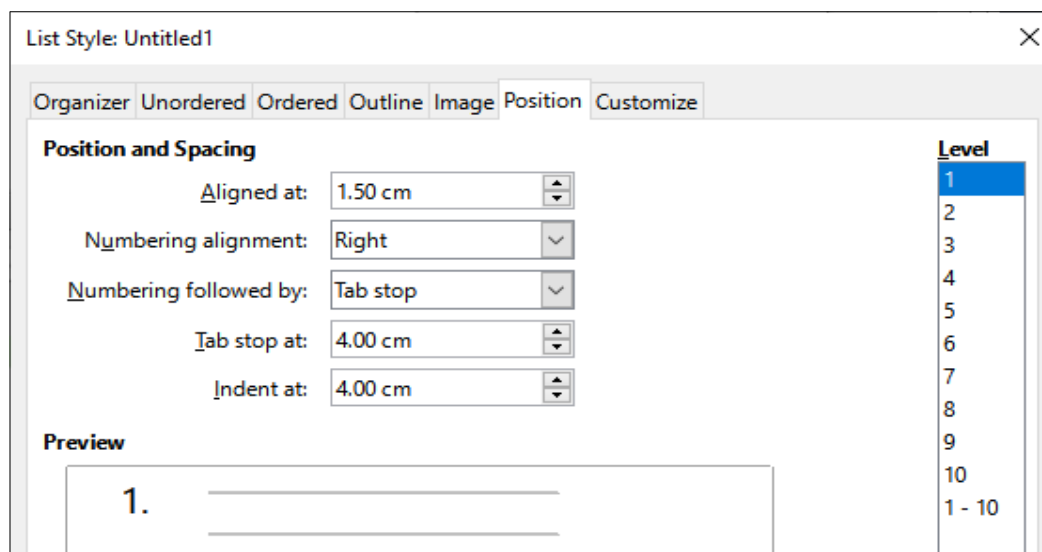 List Style: Untitled1
Organizer Unordered Ordered Outline Image Position Customize
Position and Spacing
Level
Aligned at: 1.50 cm
Numbering alignment: Right
Numbering followed by: Tab stop
Tab stop at: 4.00 cm
Indent at: 4.00 cm
1
2
3
4
5
6
7
8
9
10
1 - 10
Preview
1.